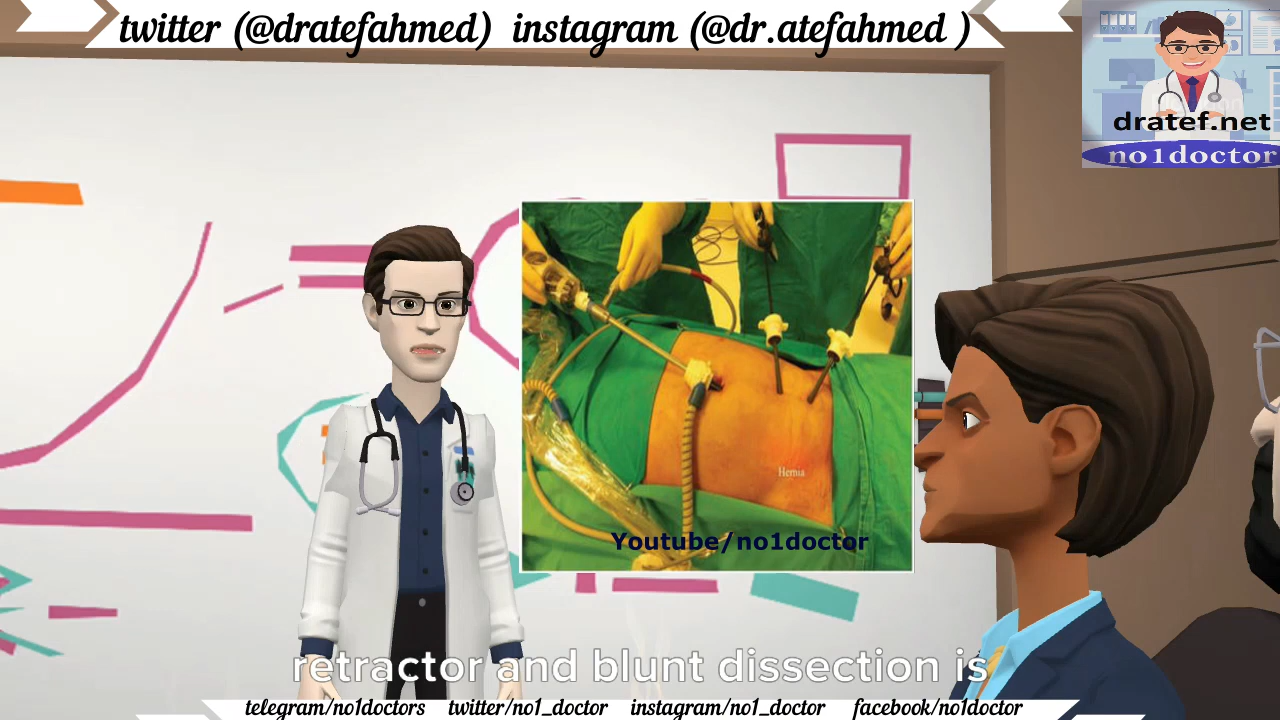 twitter (@dratefahmed) instagram (@dr.atefahmed )
dratef.net
no1doctor
Hernia
Youtube/no1doctor
retractor and blunt dissection is
telegram/no1doctors twitter/no1_doctor instagram/no1_doctor facebook/no1doctor